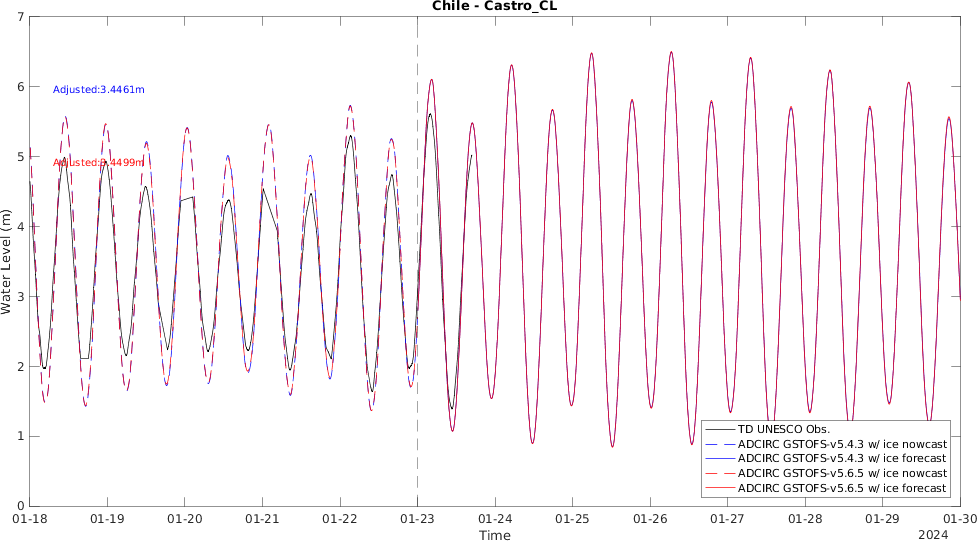 Chile - Castro_CL
7
6
5
4
3
2
1
0
Water Level (m)
Adjusted:3.4461m
Adjusted:3.4499m
TD UNESCO Obs.
ADCIRC GSTOFS-v5.4.3 w/ ice nowcast
ADCIRC GSTOFS-v5.4.3 w/ ice forecast
ADCIRC GSTOFS-v5.6.5 w/ ice nowcast
ADCIRC GSTOFS-v5.6.5 w/ ice forecast
01-18 01-19 01-20 01-21 01-22 01-23 01-24 01-25 01-26 01-27 01-28 01-29 01-30
Time
2024